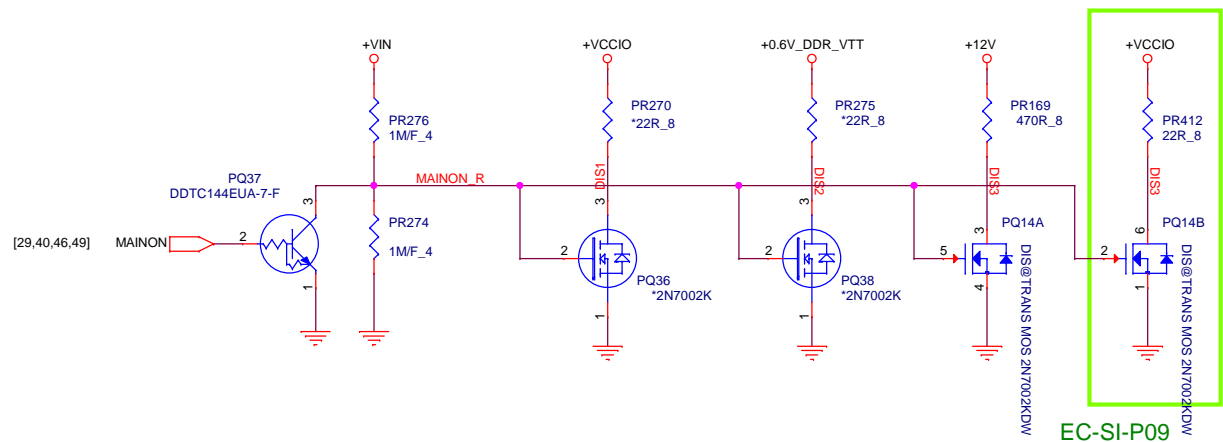 +VIN
+VCCIO
+0.6V_DDR_VTT
+12V
+VCCIO
PR276
1M/F_4
PR270
*22R_8
PR275
*22R_8
PR169
470R_8
PR412
22R_8
PQ37
DDTC144EUA-7-F
MAINON_R
DIS1
DIS2
DIS3
DIS3
3
3
3
3
6
[29,40,46,49]
MAINON
2
PR274
1M/F_4
2
2
5
2
PQ14A
PQ14B
PQ36
*2N7002K
PQ38
*2N7002K
1
1
1
4
1
DIS@TRANS MOS 2N7002KDW
DIS@TRANS MOS 2N7002KDW
EC-SI-P09